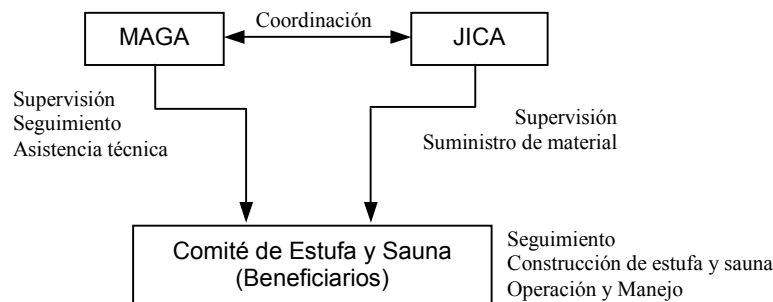 Coordinación
MAGA
JICA
Supervisión
Seguimiento
Asistencia técnica
Supervisión
Suministro de material
Comité de Estufa y Sauna
(Beneficiarios)
Seguimiento
Construcción de estufa y sauna
Operación y Manejo